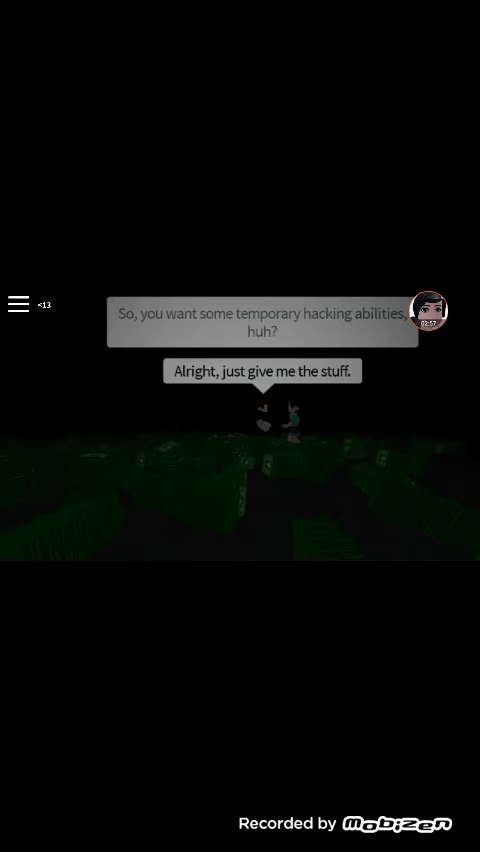 <13
So, you want some temporary hacking abilities,
huh?
02:57
Alright, just give me the stuff.
Recorded by Mobizen